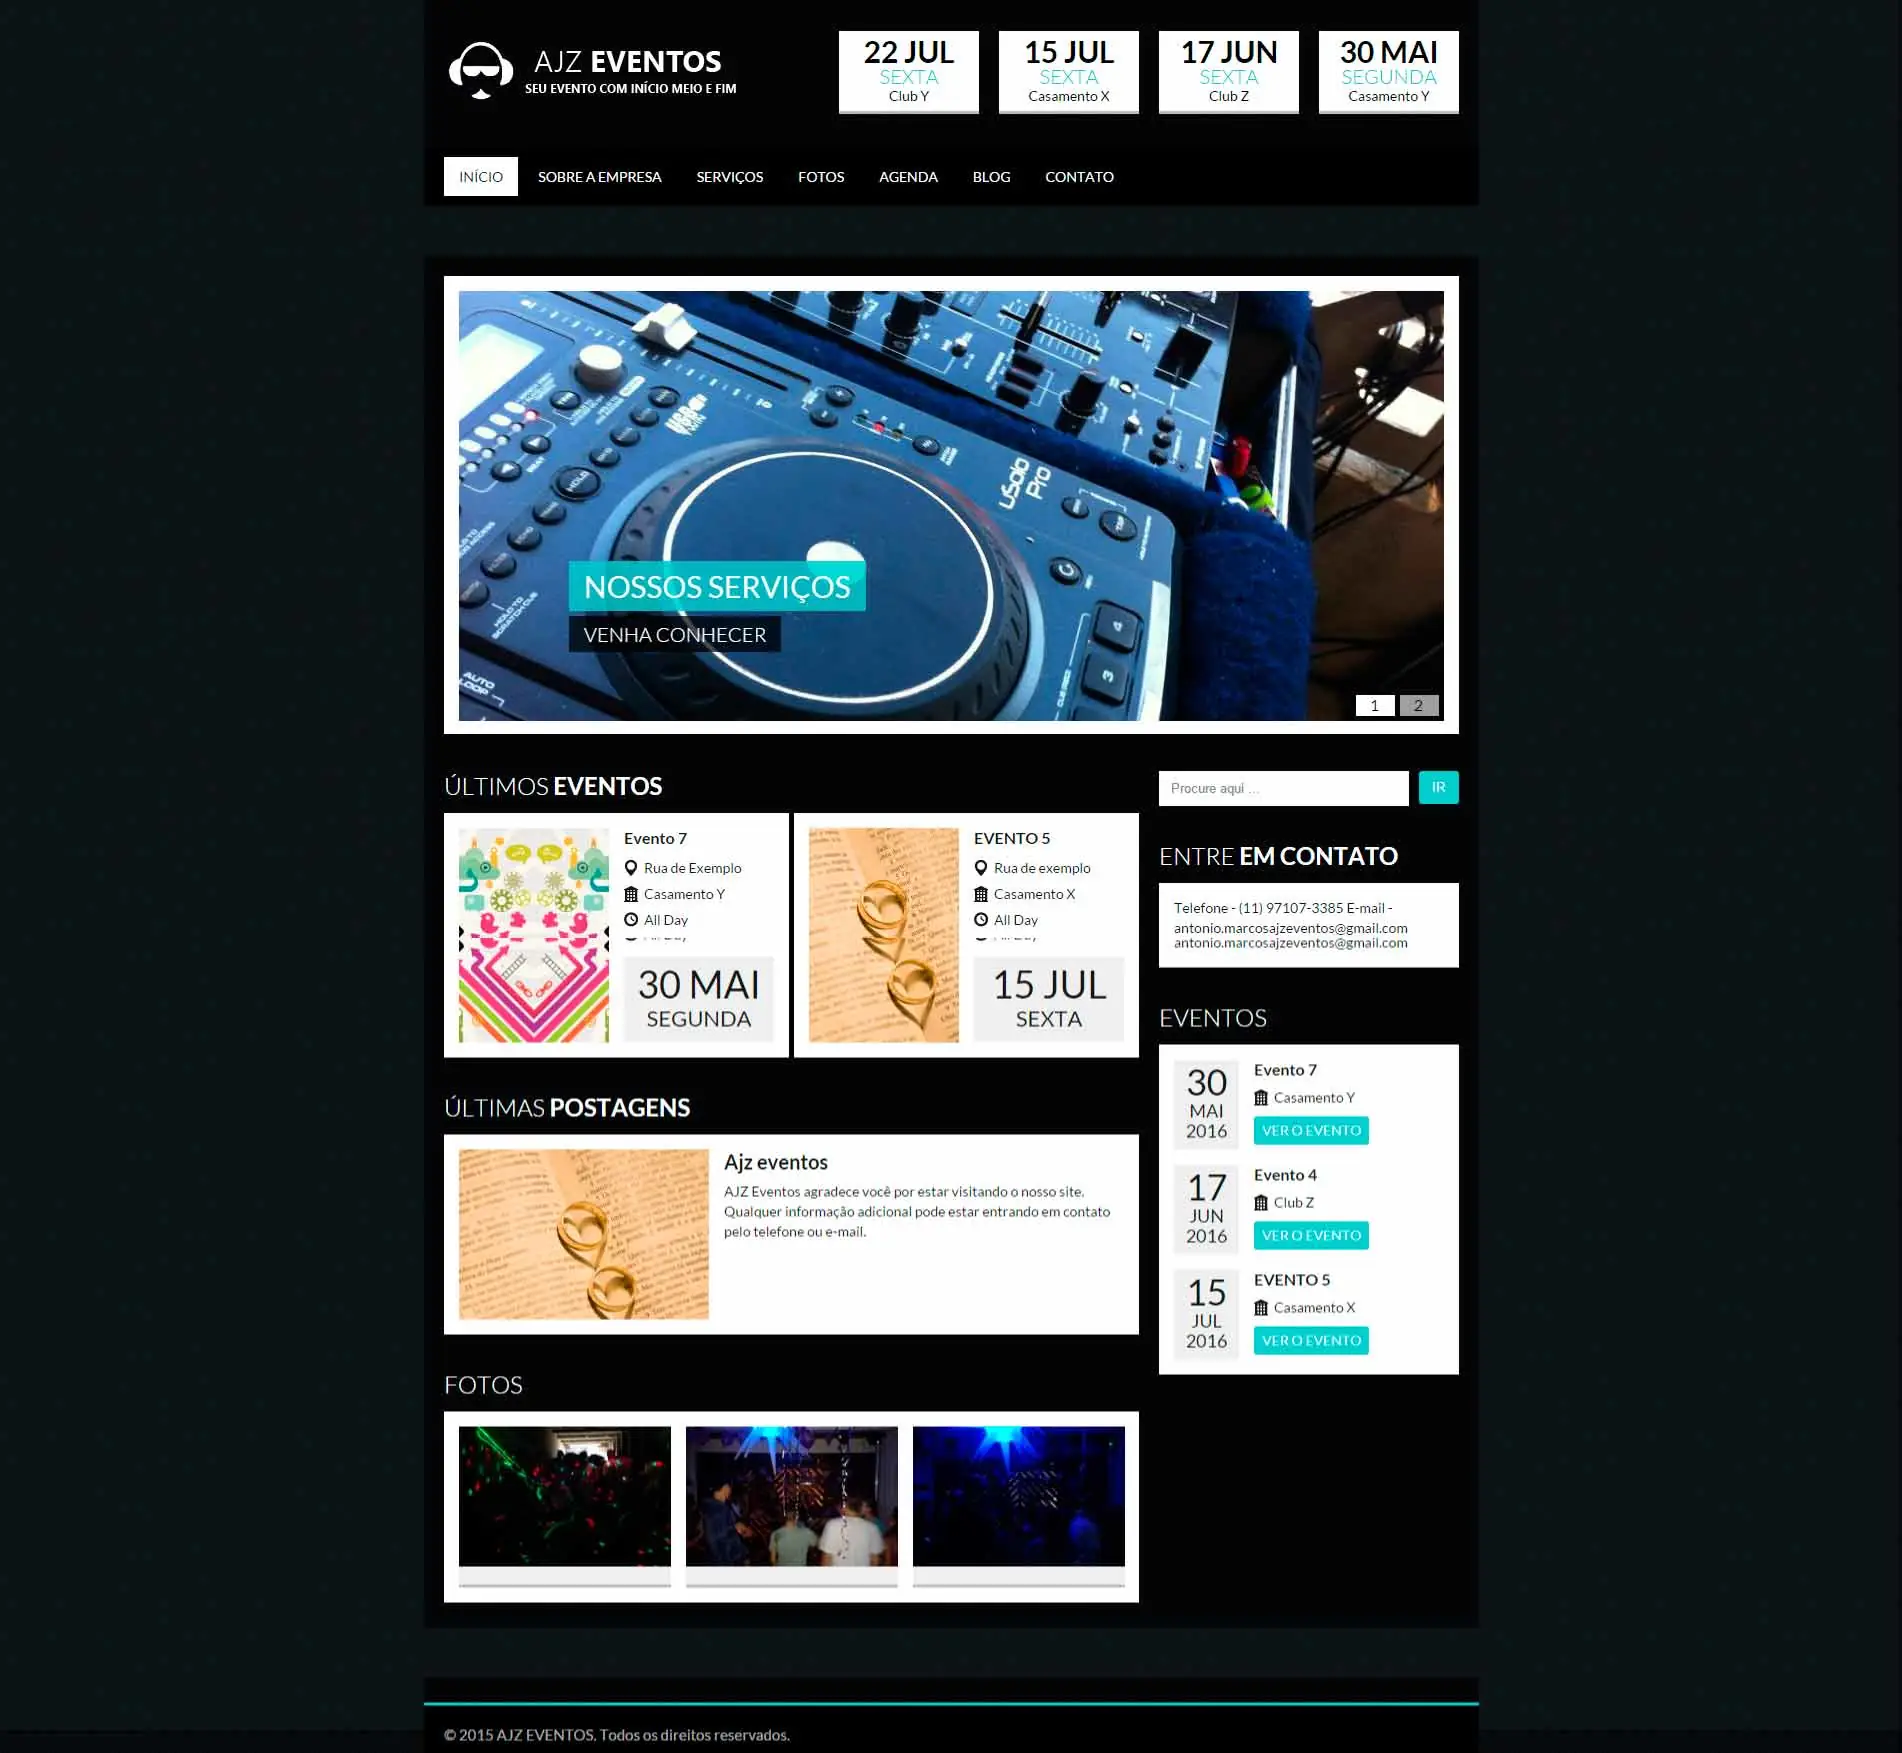 AJZ EVENTOS
SEU EVENTO COM INÍCIO MEIO E FIM
22 JUL
SEXTA
Club Y
15 JUL
SEXTA
Casamento X
17 JUN
SEXTA
Club Z
30 MAI
SEGUNDA
Casamento Y
INÍCIO
SOBRE A EMPRESA
SERVIÇOS
FOTOS
AGENDA
BLOG
CONTATO
uSolo
Pro
HOLD
AUTO
LOOP
4
3
NOSSOS SERVIÇOS
VENHA CONHECER
1
2
ÚLTIMOS EVENTOS
Evento 7
Rua de Exemplo
Casamento Y
All Day
30 MAI
SEGUNDA
EVENTO 5
Rua de exemplo
Casamento X
All Day
15 JUL
SEXTA
ÚLTIMAS POSTAGENS
Ajz eventos
AJZ Eventos agradece você por estar visitando o nosso site.
Qualquer informação adicional pode estar entrando em contato
pelo telefone ou e-mail.
FOTOS
Procure aqui ...
IR
ENTRE EM CONTATO
Telefone - (11) 97107-3385 E-mail -
antonio.marcosajzeventos@gmail.com
antonio.marcosajzeventos@gmail.com
EVENTOS
30
MAI
2016
Evento 7
Casamento Y
VER O EVENTO
17
JUN
2016
Evento 4
Club Z
VER O EVENTO
15
JUL
2016
EVENTO 5
Casamento X
VER O EVENTO
© 2015 AJZ EVENTOS. Todos os direitos reservados.